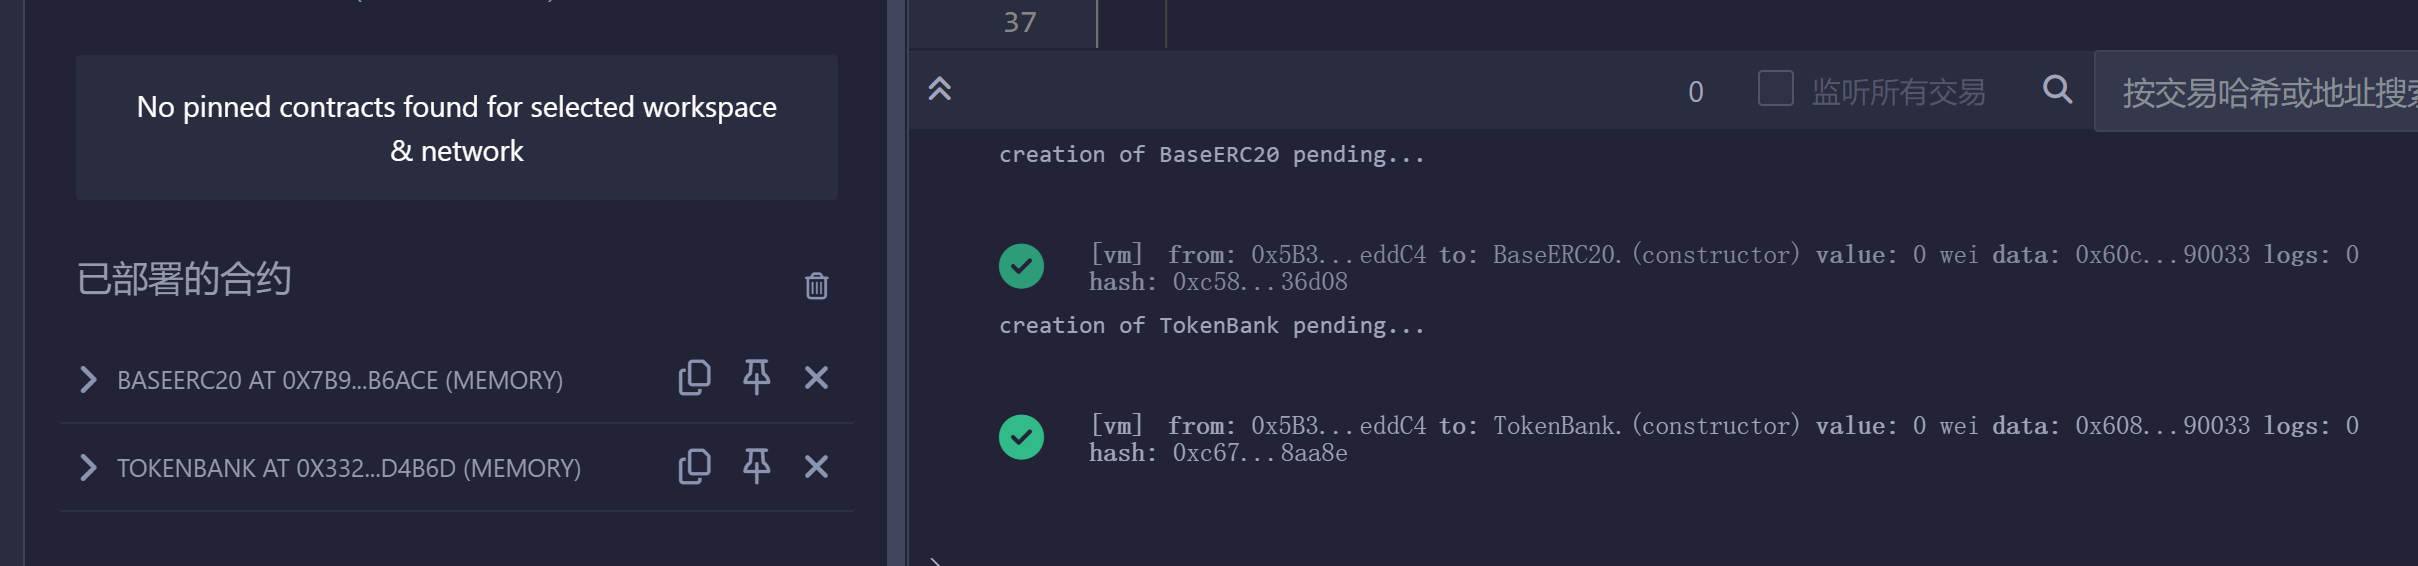 No pinned contracts found for selected workspace
& network
已部署的合约
BASEERC20 AT 0X7B9...B6ACE (MEMORY)
TOKENBANK AT 0X332...D4B6D (MEMORY)
37
0
监听所有交易
按交易哈希或地址搜索
creation of BaseERC20 pending...
[vm] from: 0x5B3...eddC4 to: BaseERC20.(constructor) value: 0 wei data: 0x60c...90033 logs: 0
hash: 0xc58...36d08
creation of TokenBank pending...
[vm] from: 0x5B3...eddC4 to: TokenBank.(constructor) value: 0 wei data: 0x608...90033 logs: 0
hash: 0xc67...8aa8e